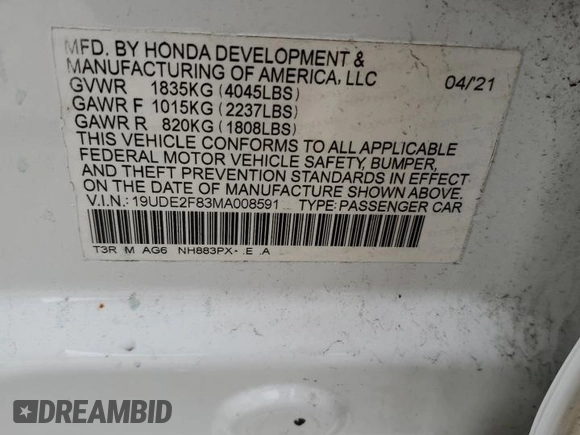 MFD. BY HONDA DEVELOPMENT &
MANUFACTURING OF AMERICA, LLC 04/21
GVWR 1835KG (4045LBS)
GAWR F 1015KG (2237LBS)
GAWR R 820KG (1808LBS)
THIS VEHICLE CONFORMS TO ALL APPLICABLE
FEDERAL MOTOR VEHICLE SAFETY, BUMPER,
AND THEFT PREVENTION STANDARDS IN EFFECT
ON THE DATE OF MANUFACTURE SHOWN ABOVE.
V.I.N.: 19UDE2F83MA008591 TYPE: PASSENGER CAR
T3R M AG6 NH883PX- .E .A
DREAMBID